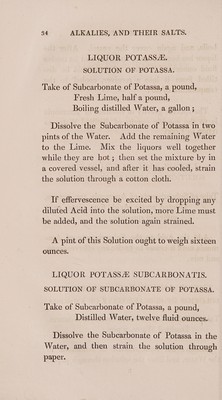 54 ALKALIES, AND THEIR SALTS.
LIQUOR POTASSÆ.
SOLUTION OF POTASSA.
Take of Subcarbonate of Potassa, a pound,
Fresh Lime, half a pound,
Boiling distilled Water, a gallon ;
Dissolve the Subcarbonate of Potassa in two
pints of the Water. Add the remaining Water
to the Lime. Mix the liquors well together
while they are hot ; then set the mixture by in
a covered vessel, and after it has cooled, strain
the solution through a cotton cloth.
If effervescence be excited by dropping any
diluted Acid into the solution, more Lime must
be added, and the solution again strained.
A pint of this Solution ought to weigh sixteen
ounces.
LIQUOR POTASSÆ SUBCARBONATIS.
SOLUTION OF SUBCARBONATE OF POTASSA.
Take of Subcarbonate of Potassa, a pound,
Distilled Water, twelve fluid ounces.
Dissolve the Subcarbonate of Potassa in the
Water, and then strain the solution through
paper.